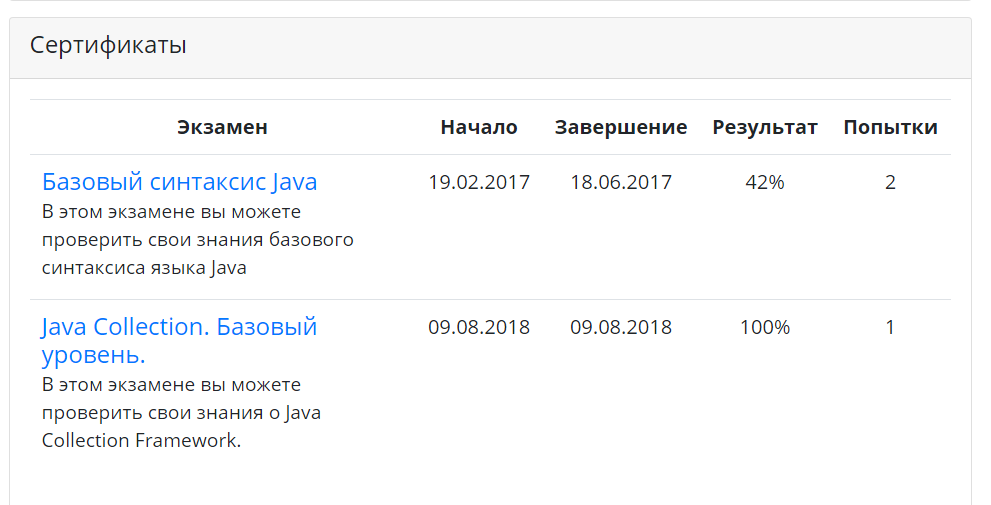 Сертификаты
Экзамен Начало Завершение Результат Попытки
Базовый синтаксис Java 19.02.2017 18.06.2017 42% 2
В этом экзамене вы можете
проверить свои знания базового
синтаксиса языка Java
Java Collection. Базовый 09.08.2018 09.08.2018 100% 1
уровень.
В этом экзамене вы можете
проверить свои знания о Java
Collection Framework.